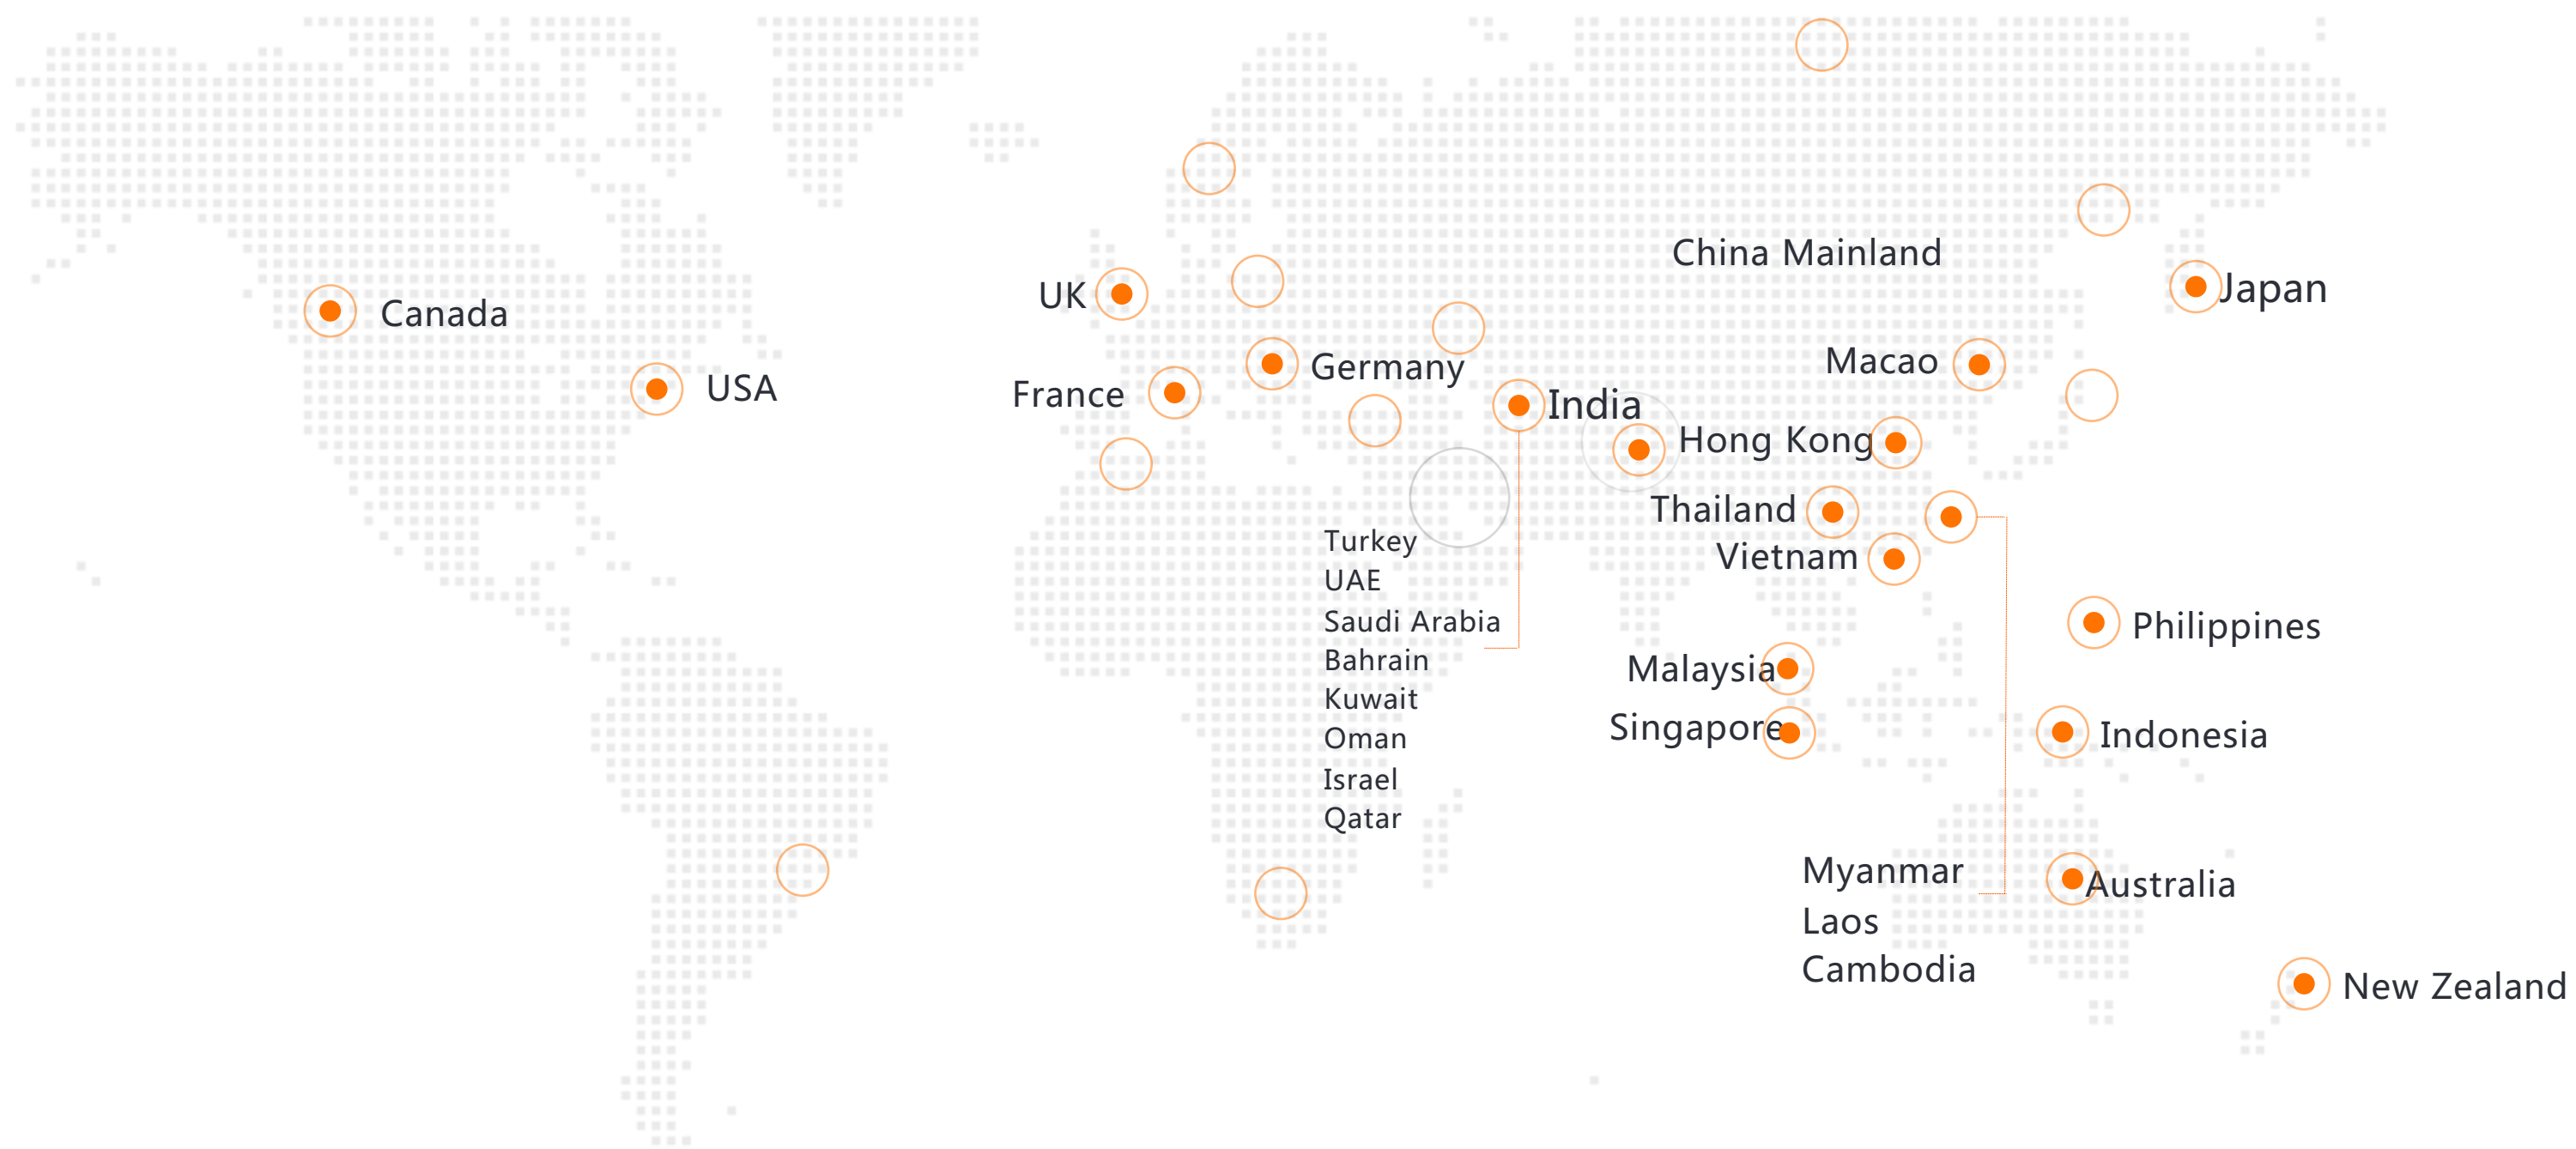 China Mainland
Japan
UK
Canada
Macao
Germany
USA
France
India
Hong Kong
Thailand
Turkey
Vietnam
UAE
Saudi Arabia
Philippines
Bahrain
Malaysia
Kuwait
Singapore
Indonesia
Oman
Israel
Qatar
Myanmar
Australia
Laos
Cambodia
New Zealand